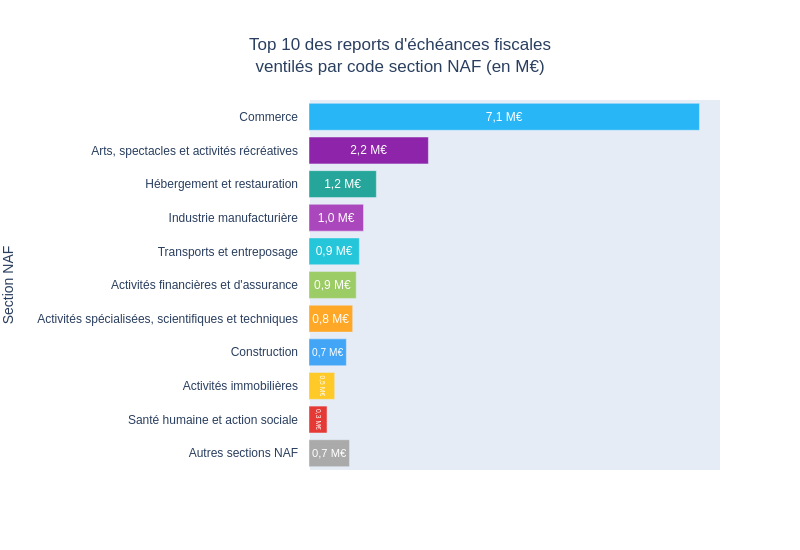 Top 10 des reports d'échéances fiscales
ventilés par code section NAF (en M€)
Section NAF
Commerce 7,1 M€
Arts, spectacles et activités récréatives 2,2 M€
Hébergement et restauration 1,2 M€
Industrie manufacturière 1,0 M€
Transports et entreposage 0,9 M€
Activités financières et d'assurance 0,9 M€
Activités spécialisées, scientifiques et techniques 0,8 M€
Construction 0,7 M€
Activités immobilières M€
Santé humaine et action sociale 0,3 M€
Autres sections NAF 0,7 M€